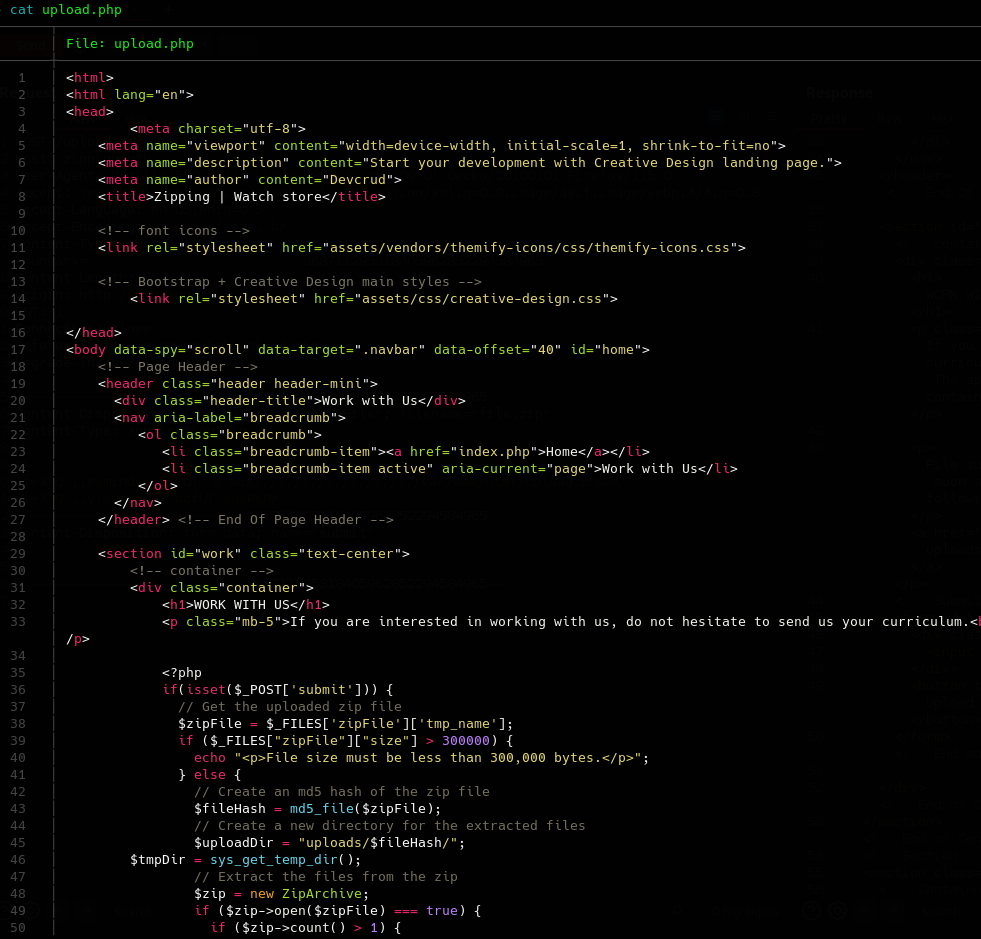 cat upload.php
File: upload.php
1 <html>
2 <html lang="en">
3 <head>
4 <meta charset="utf-8">
5 <meta name="viewport" content="width=device-width, initial-scale=1, shrink-to-fit=no">
6 <meta name="description" content="Start your development with Creative Design landing page.">
7 <meta name="author" content="Devcrud">
8 <title>Zipping | Watch store</title>
9
10 <!-- font icons -->
11 <link rel="stylesheet" href="assets/vendors/themify-icons/css/themify-icons.css">
12
13 <!-- Bootstrap + Creative Design main styles -->
14 <link rel="stylesheet" href="assets/css/creative-design.css">
15
16 </head>
17 <body data-spy="scroll" data-target=".navbar" data-offset="40" id="home">
18 <!-- Page Header -->
19 <header class="header header-mini">
20 <div class="header-title">Work with Us</div>
21 <nav aria-label="breadcrumb">
22 <ol class="breadcrumb">
23 <li class="breadcrumb-item"><a href="index.php">Home</a></li>
24 <li class="breadcrumb-item active" aria-current="page">Work with Us</li>
25 </ol>
26 </nav>
27 </header> <!-- End Of Page Header -->
28
29 <section id="work" class="text-center">
30 <!-- container -->
31 <div class="container">
32 <h1>WORK WITH US</h1>
33 <p class="mb-5">If you are interested in working with us, do not hesitate to send us your curriculum.<
/p>
34
35 <?php
36 if(isset($_POST['submit'])) {
37 // Get the uploaded zip file
38 $zipFile = $_FILES['zipFile']['tmp_name'];
39 if ($_FILES["zipFile"]["size"] > 300000) {
40 echo "<p>File size must be less than 300,000 bytes.</p>";
41 } else {
42 // Create an md5 hash of the zip file
43 $fileHash = md5_file($zipFile);
44 // Create a new directory for the extracted files
45 $uploadDir = "uploads/$fileHash/";
46 $tmpDir = sys_get_temp_dir();
47 // Extract the files from the zip
48 $zip = new ZipArchive;
49 if ($zip->open($zipFile) === true) {
50 if ($zip->count() > 1) {
Response